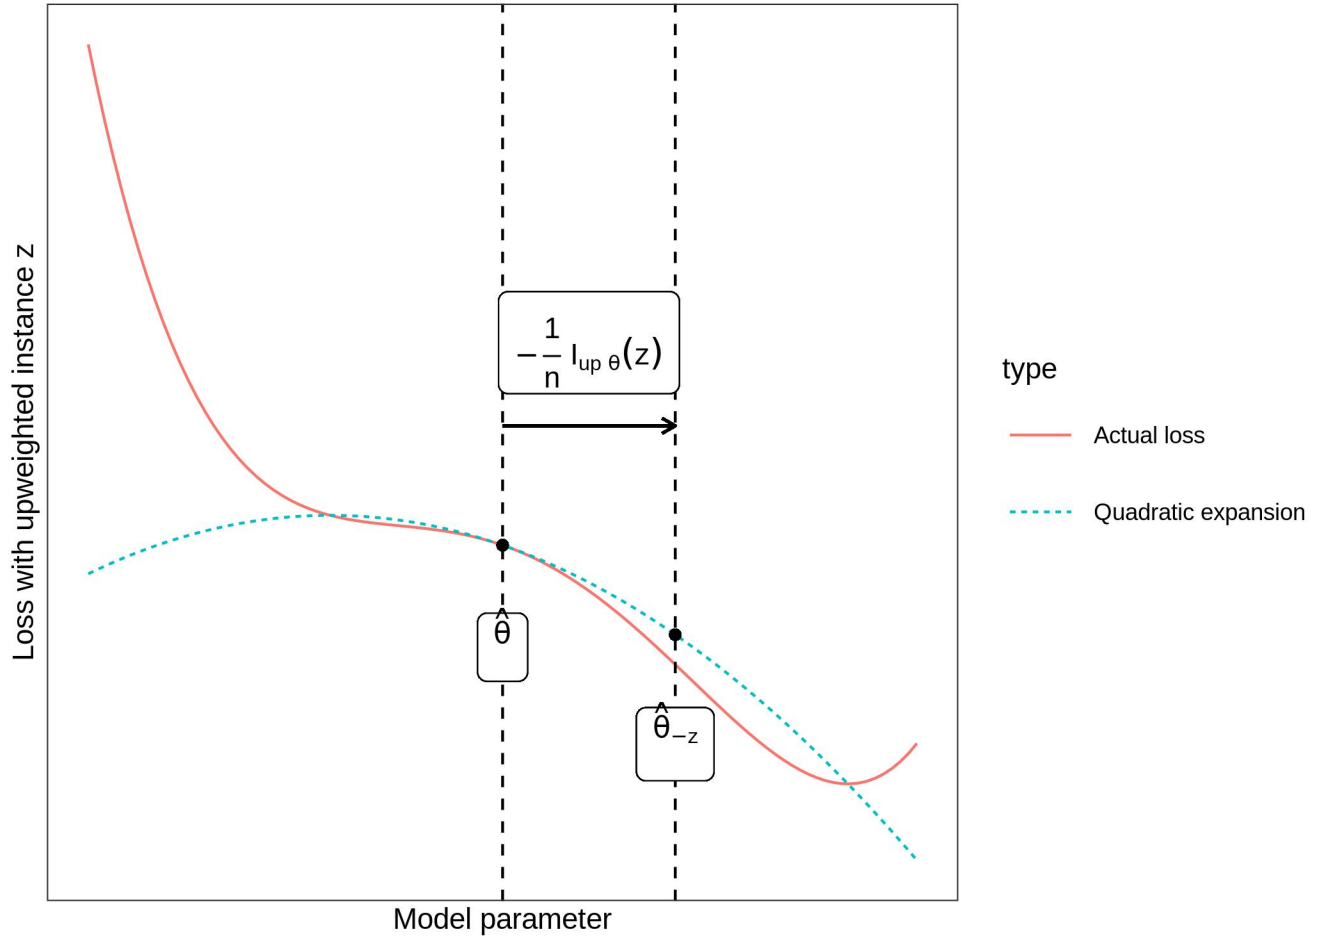 Loss with upweighted instance z
− 1/n I_up θ(z)
θ̂
θ̂_−z
Model parameter
type
Actual loss
Quadratic expansion